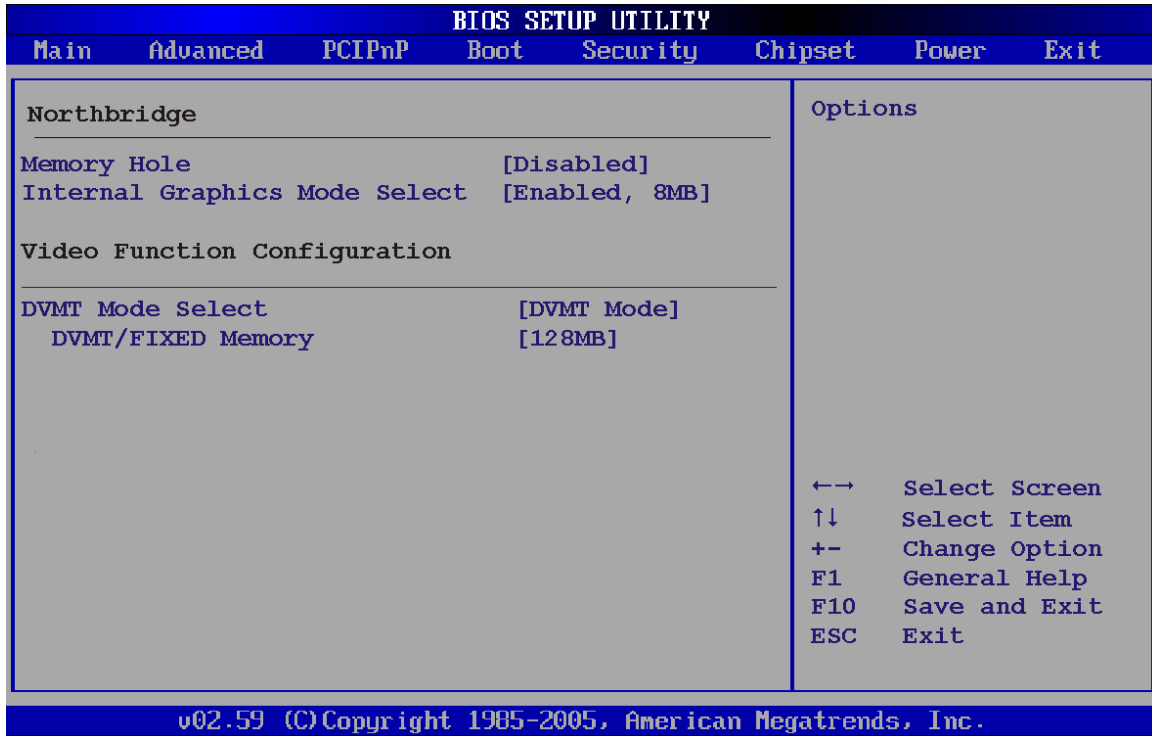 BIOS SETUP UTILITY
Main Advanced PCIPnP Boot Security Chipset Power Exit
Northbridge
Memory Hole [Disabled]
Internal Graphics Mode Select [Enabled, 8MB]
Video Function Configuration
DVMT Mode Select [DVMT Mode]
DVMT/FIXED Memory [128MB]
Options
←→ Select Screen
↑↓ Select Item
+- Change Option
F1 General Help
F10 Save and Exit
ESC Exit
v02.59 (C)Copyright 1985-2005, American Megatrends, Inc.